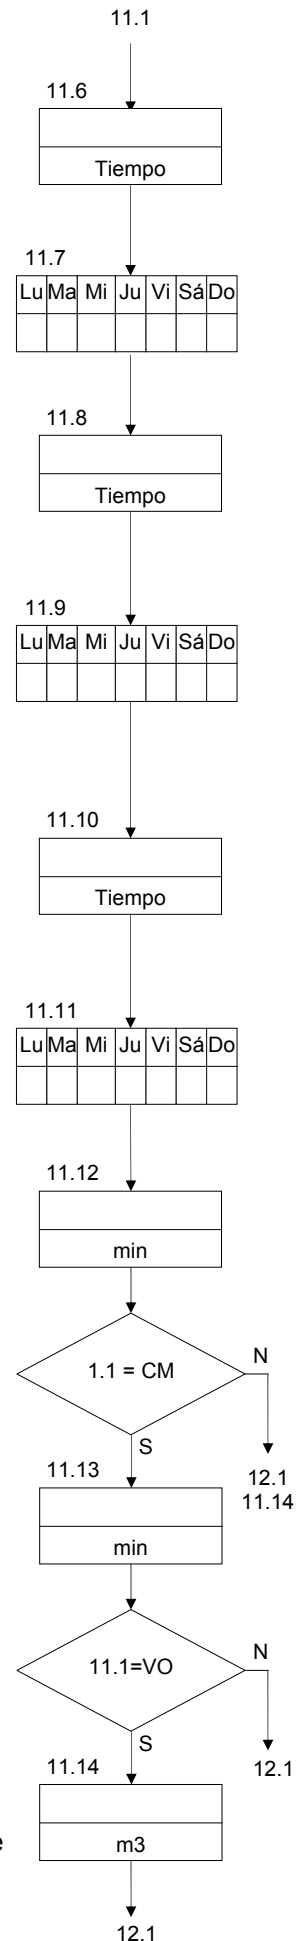 11.1
11.6
Tiempo
11.7
Lu Ma Mi Ju Vi Sá Do
11.8
Tiempo
11.9
Lu Ma Mi Ju Vi Sá Do
11.10
Tiempo
11.11
Lu Ma Mi Ju Vi Sá Do
11.12
min
1.1 = CM
N
S
12.1
11.14
11.13
min
11.1=VO
N
S
12.1
11.14
e
m3
12.1